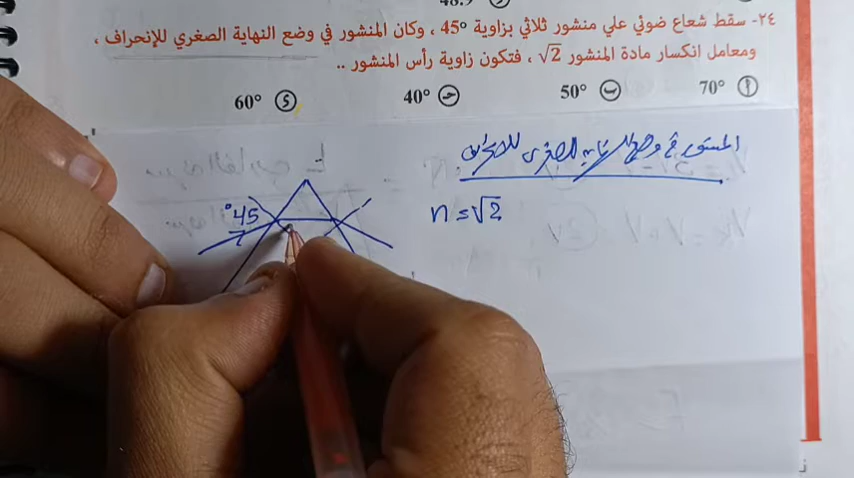 ٢٤- سقط شعاع ضوئي علي منشور ثلاثي بزاوية 45° ، وكان المنشور في وضع النهاية الصغري للإنحراف ،
ومعامل انكسار مادة المنشور √2 ، فتكون زاوية رأس المنشور ..
أ 70° ب 50° جـ 40° د 60°
المنشور في وضع النهاية الصغرى للانحراف
45°
n = √2